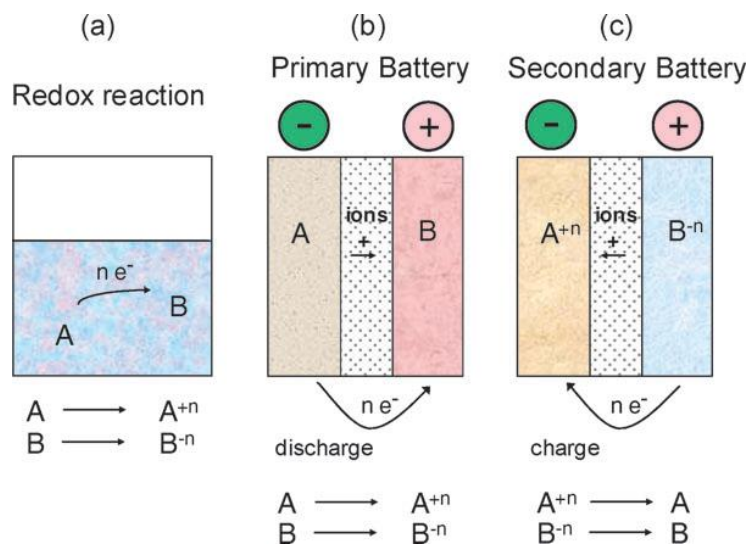 (a)
Redox reaction
n e⁻
A
B
A ⟶ A⁺ⁿ
B ⟶ B⁻ⁿ
(b)
Primary Battery
-
+
A
ions
+
B
n e⁻
discharge
A ⟶ A⁺ⁿ
B ⟶ B⁻ⁿ
(c)
Secondary Battery
-
+
A⁺ⁿ
ions
+
B⁻ⁿ
n e⁻
charge
A⁺ⁿ ⟶ A
B⁻ⁿ ⟶ B